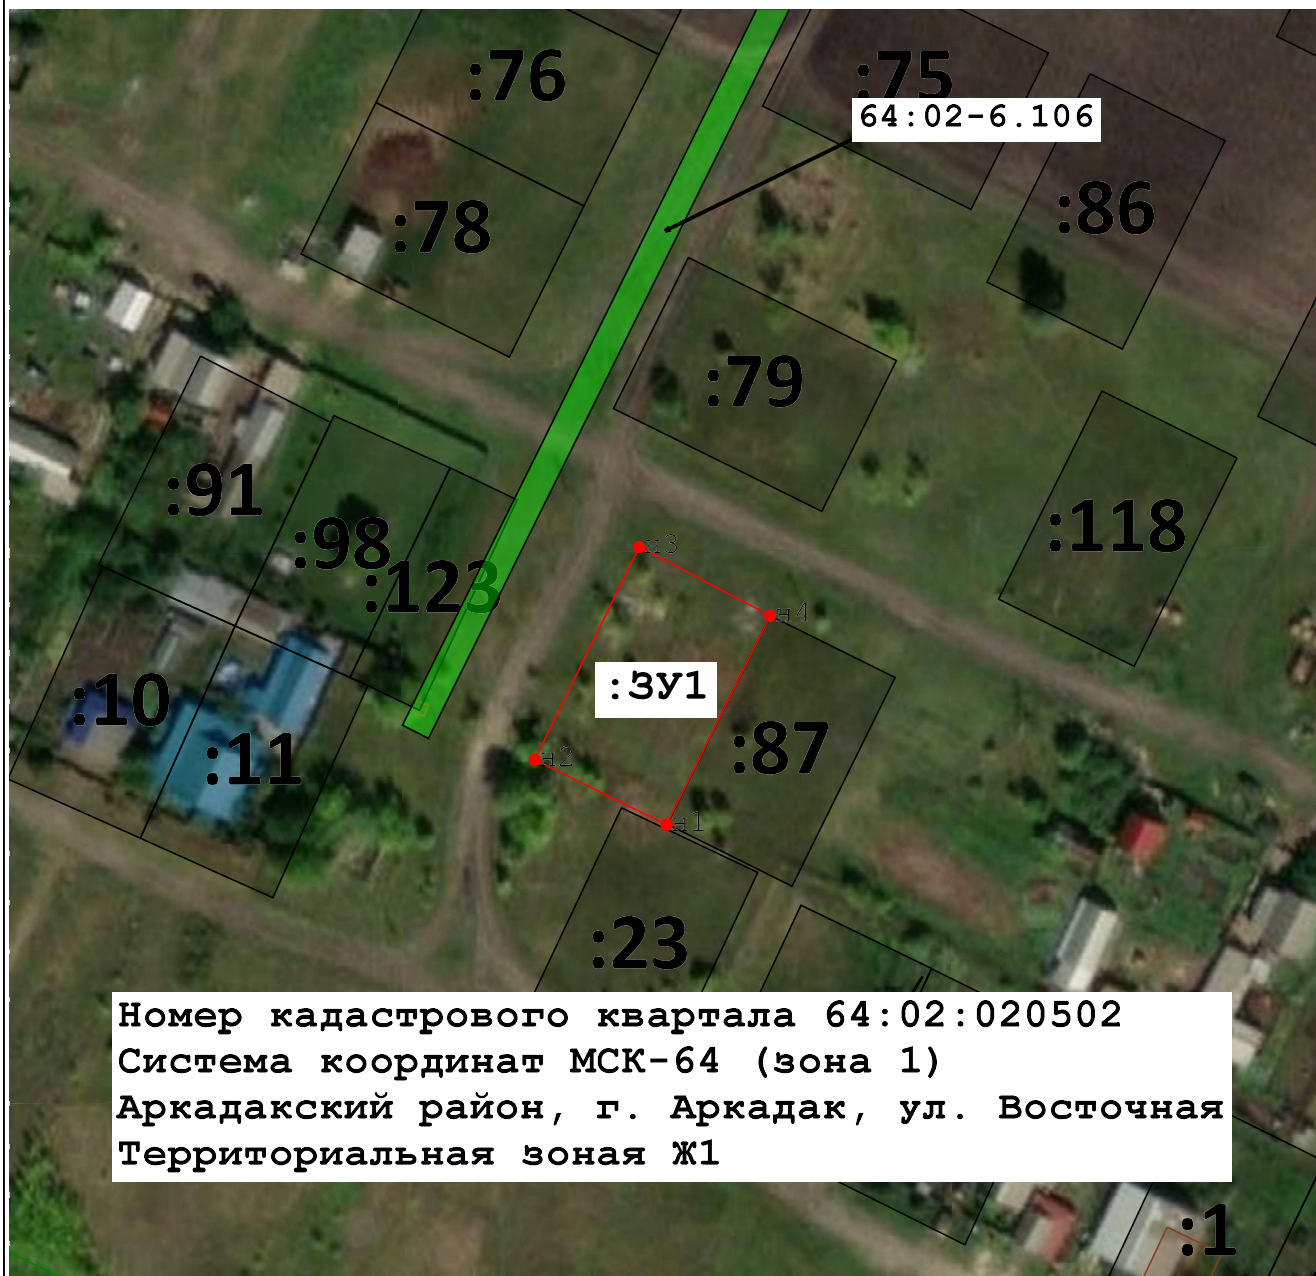 :76
:75
64:02-6.106
:86
:78
:79
:91
:98
:118
:123
н3
н4
:ЗУ1
:10
:11
:87
н2
н1
:23
Номер кадастрового квартала 64:02:020502
Система координат МСК-64 (зона 1)
Аркадакский район, г. Аркадак, ул. Восточная
Территориальная зоная Ж1
:1